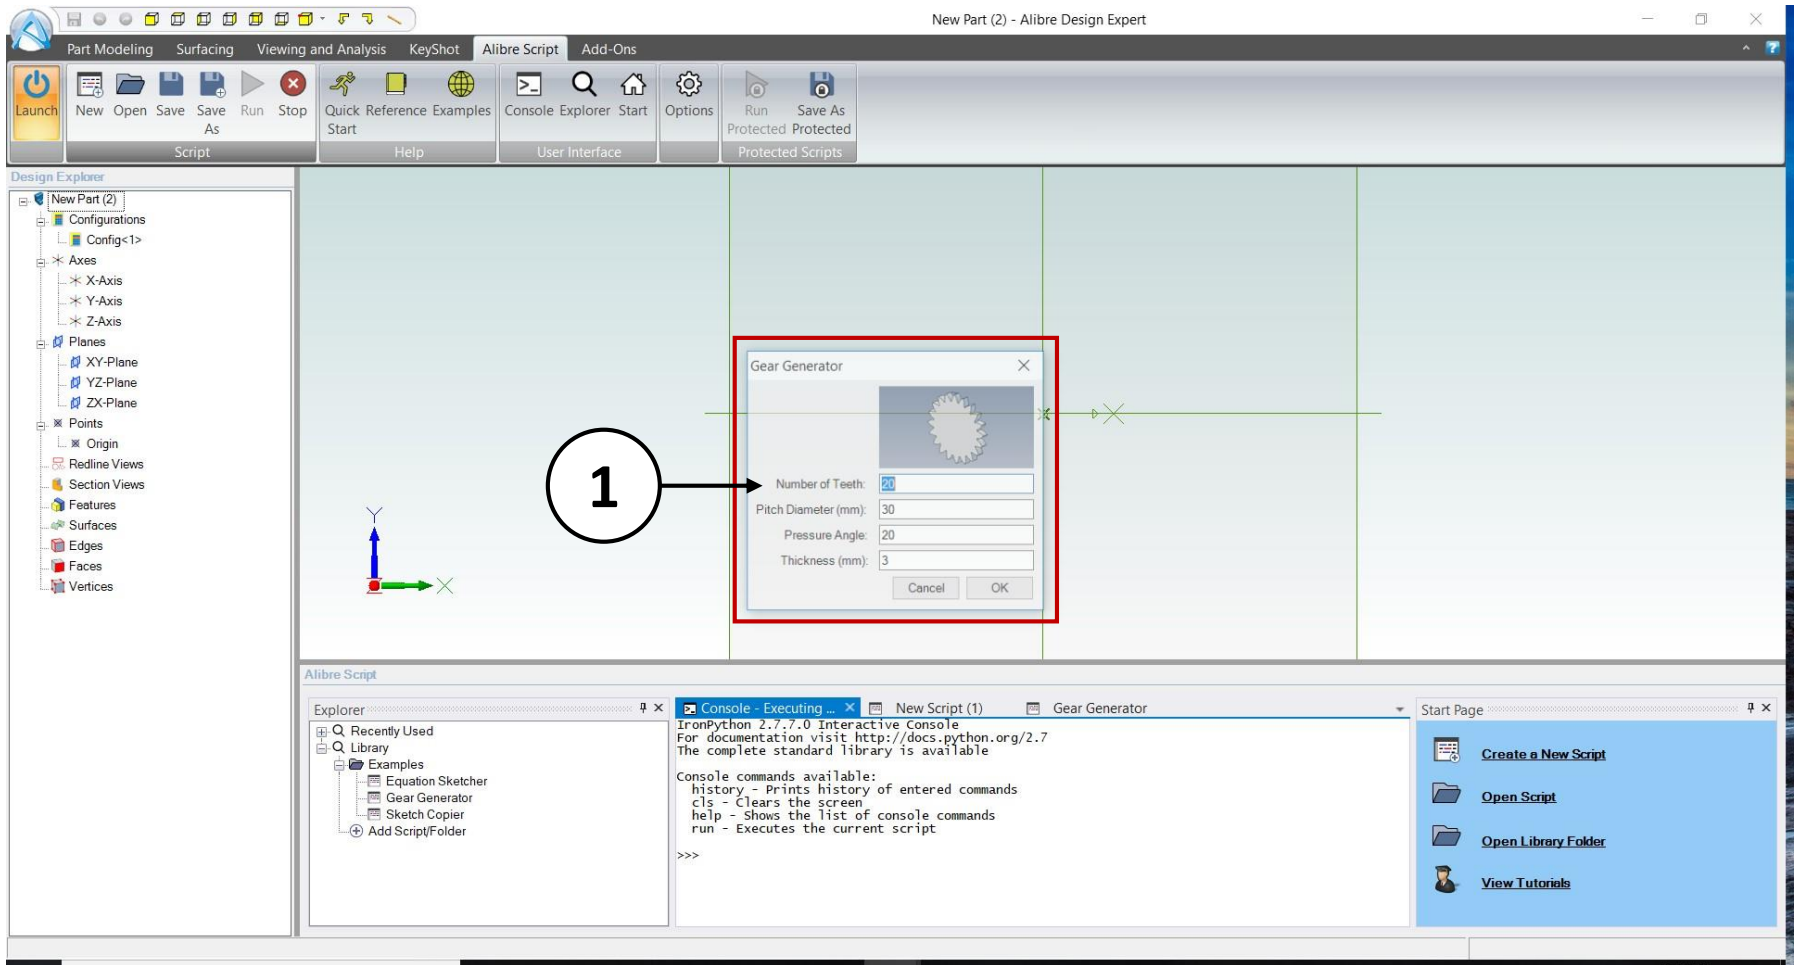 New Part (2) - Alibre Design Expert
Part Modeling Surfacing Viewing and Analysis KeyShot Alibre Script Add-Ons
Launch New Open Save Save As Run Stop Quick Start Reference Examples Console Explorer Start Options Run Protected Save As Protected
Script Help User Interface Protected Scripts
Design Explorer
New Part (2)
Configurations
Config<1>
Axes
X-Axis
Y-Axis
Z-Axis
Planes
XY-Plane
YZ-Plane
ZX-Plane
Points
Origin
Redline Views
Section Views
Features
Surfaces
Edges
Faces
Vertices
Y
X
X
1
Gear Generator
Number of Teeth: 20
Pitch Diameter (mm): 30
Pressure Angle: 20
Thickness (mm): 3
Cancel OK
Alibre Script
Explorer
Recently Used
Library
Examples
Equation Sketcher
Gear Generator
Sketch Copier
Add Script/Folder
Console - Executing ... New Script (1) Gear Generator
IronPython 2.7.7.0 Interactive Console
For documentation visit http://docs.python.org/2.7
The complete standard library is available
Console commands available:
history - Prints history of entered commands
cls - Clears the screen
help - Shows the list of console commands
run - Executes the current script
>>>
Start Page
Create a New Script
Open Script
Open Library Folder
View Tutorials